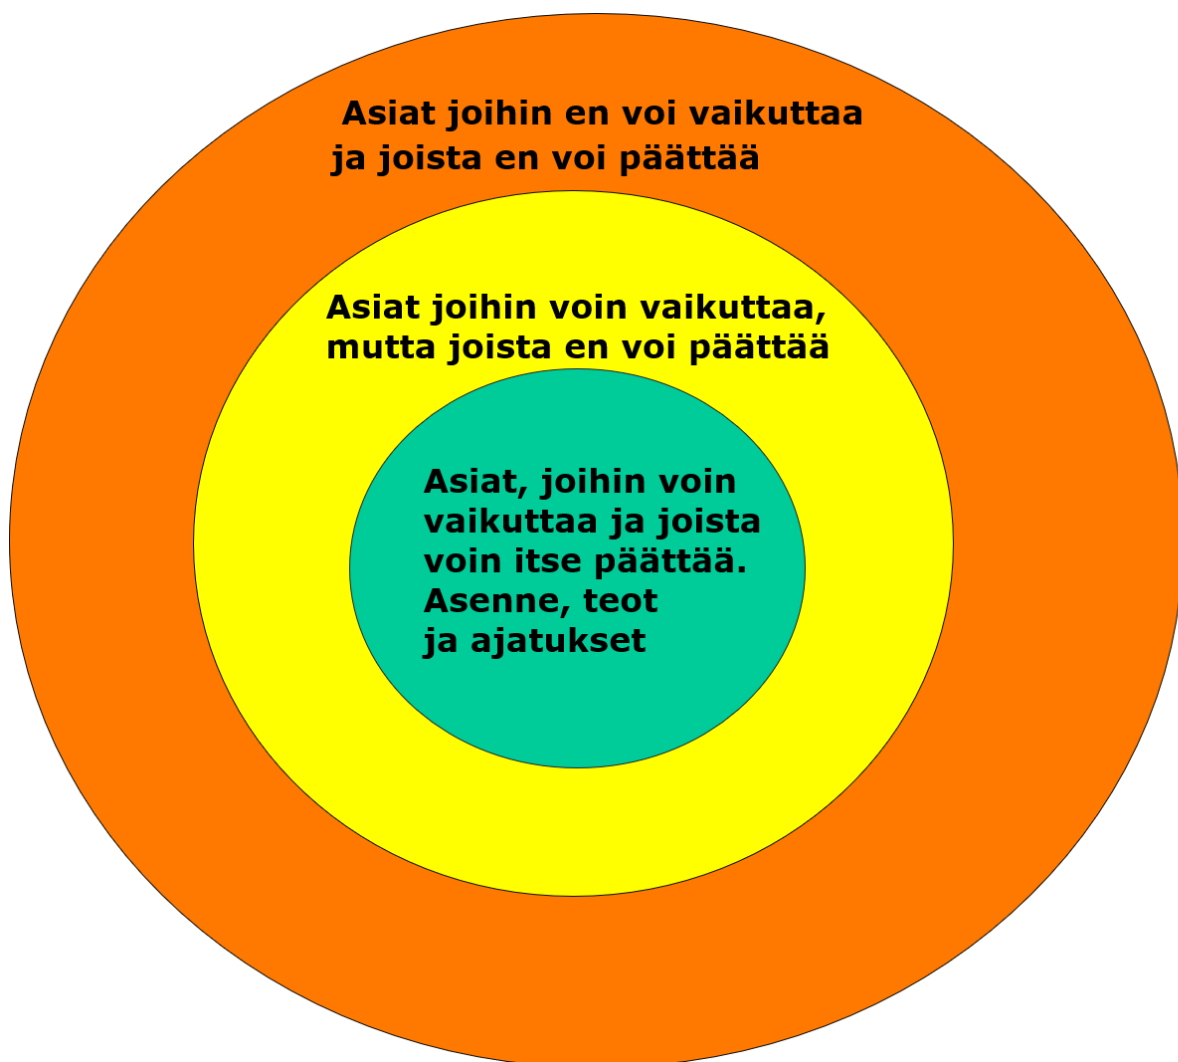 Asiat joihin en voi vaikuttaa
ja joista en voi päättää
Asiat joihin voin vaikuttaa,
mutta joista en voi päättää
Asiat, joihin voin
vaikuttaa ja joista
voin itse päättää.
Asenne, teot
ja ajatukset